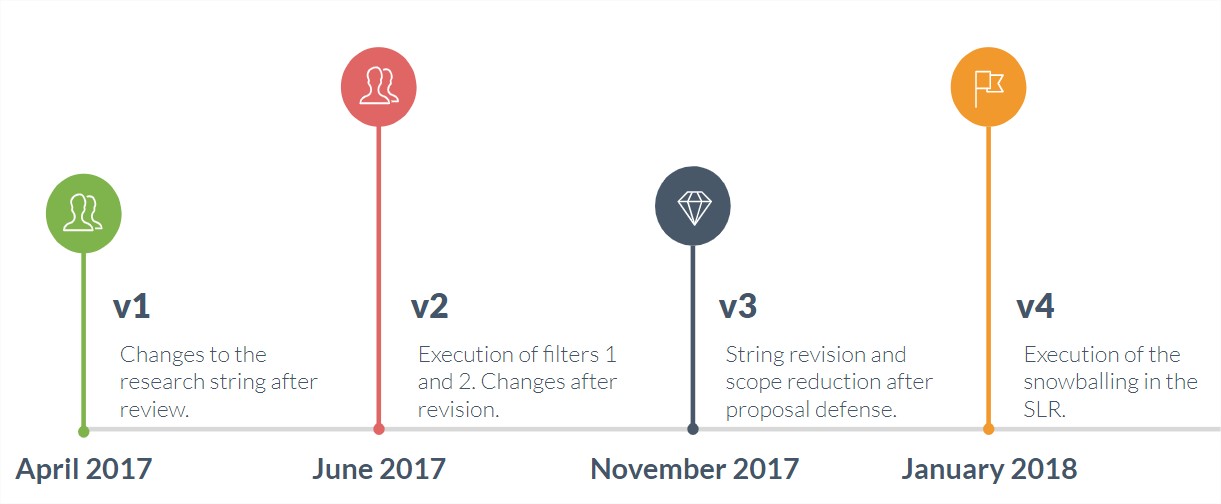 v1
Changes to the
research string after
review.
v2
Execution of filters 1
and 2. Changes after
revision.
v3
String revision and
scope reduction after
proposal defense.
v4
Execution of the
snowballing in the
SLR.
April 2017
June 2017
November 2017
January 2018